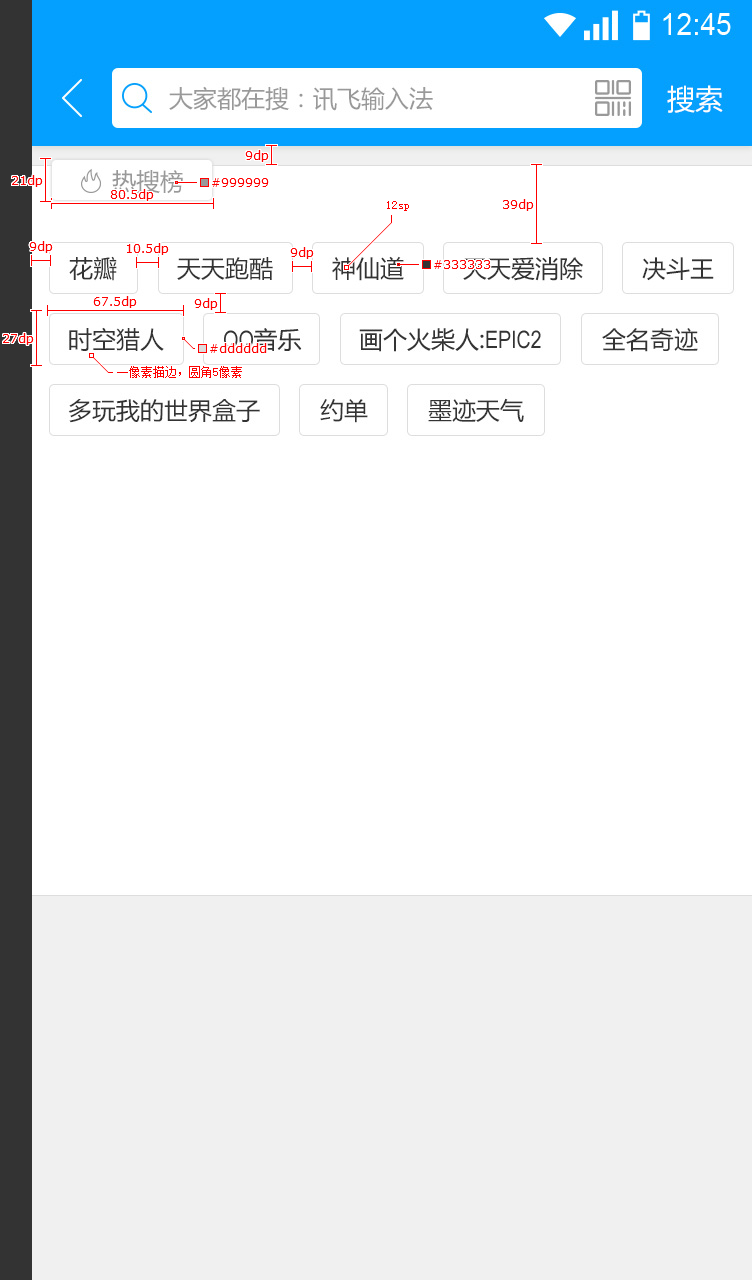 12:45
大家都在搜：讯飞输入法 搜索
9dp
21dp 热搜榜 #999999
80.5dp
12sp 39dp
9dp 10.5dp 9dp
花瓣 天天跑酷 神仙道 #333333 天天爱消除 决斗王
67.5dp 9dp
27dp 时空猎人 QQ音乐 #dddddd 画个火柴人:EPIC2 全名奇迹
一像素描边，圆角5像素
多玩我的世界盒子 约单 墨迹天气